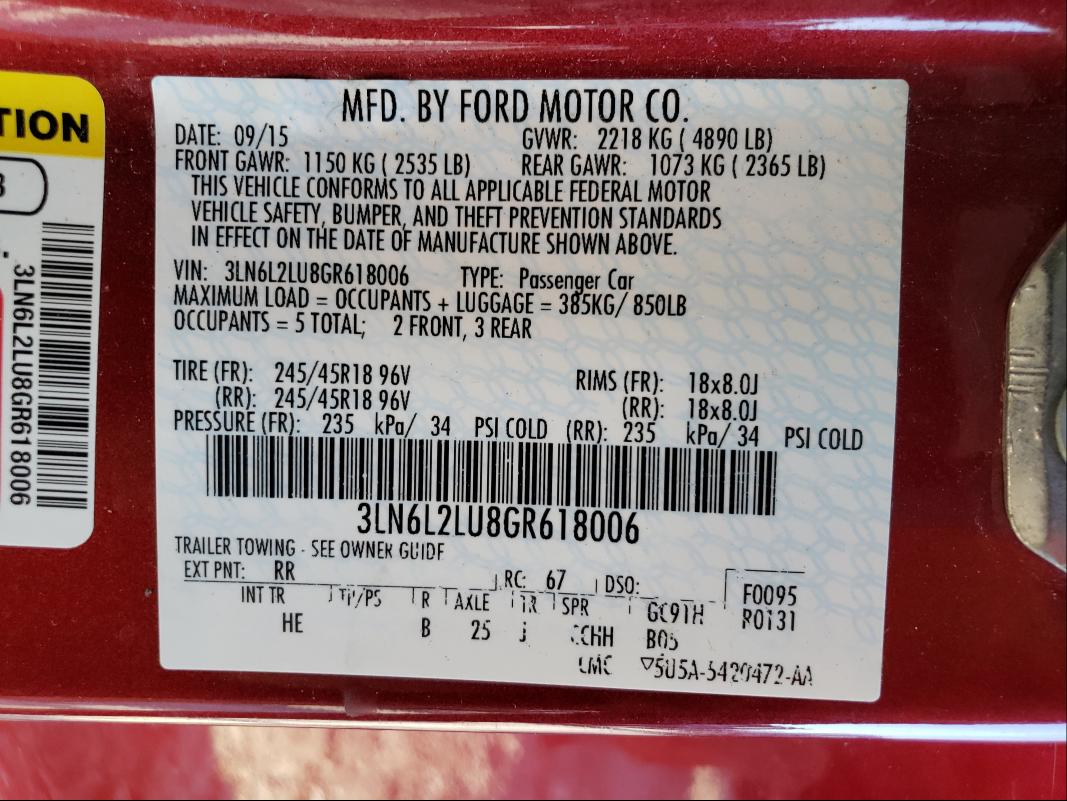 TION
3
3LN6L2LU8GR618006
MFD. BY FORD MOTOR CO.
DATE: 09/15 GVWR: 2218 KG ( 4890 LB)
FRONT GAWR: 1150 KG ( 2535 LB) REAR GAWR: 1073 KG ( 2365 LB)
THIS VEHICLE CONFORMS TO ALL APPLICABLE FEDERAL MOTOR
VEHICLE SAFETY, BUMPER, AND THEFT PREVENTION STANDARDS
IN EFFECT ON THE DATE OF MANUFACTURE SHOWN ABOVE.
VIN: 3LN6L2LU8GR618006 TYPE: Passenger Car
MAXIMUM LOAD = OCCUPANTS + LUGGAGE = 385KG/ 850LB
OCCUPANTS = 5 TOTAL; 2 FRONT, 3 REAR
TIRE (FR): 245/45R18 96V RIMS (FR): 18x8.0J
(RR): 245/45R18 96V (RR): 18x8.0J
PRESSURE (FR): 235 kPa/ 34 PSI COLD (RR): 235 kPa/ 34 PSI COLD
3LN6L2LU8GR618006
TRAILER TOWING - SEE OWNER GUIDE
EXT PNT: RR RC: 67 DSO: F0095
INT TR TP/PS R AXLE TR SPR GC9TH R0131
HE B 25 J B05